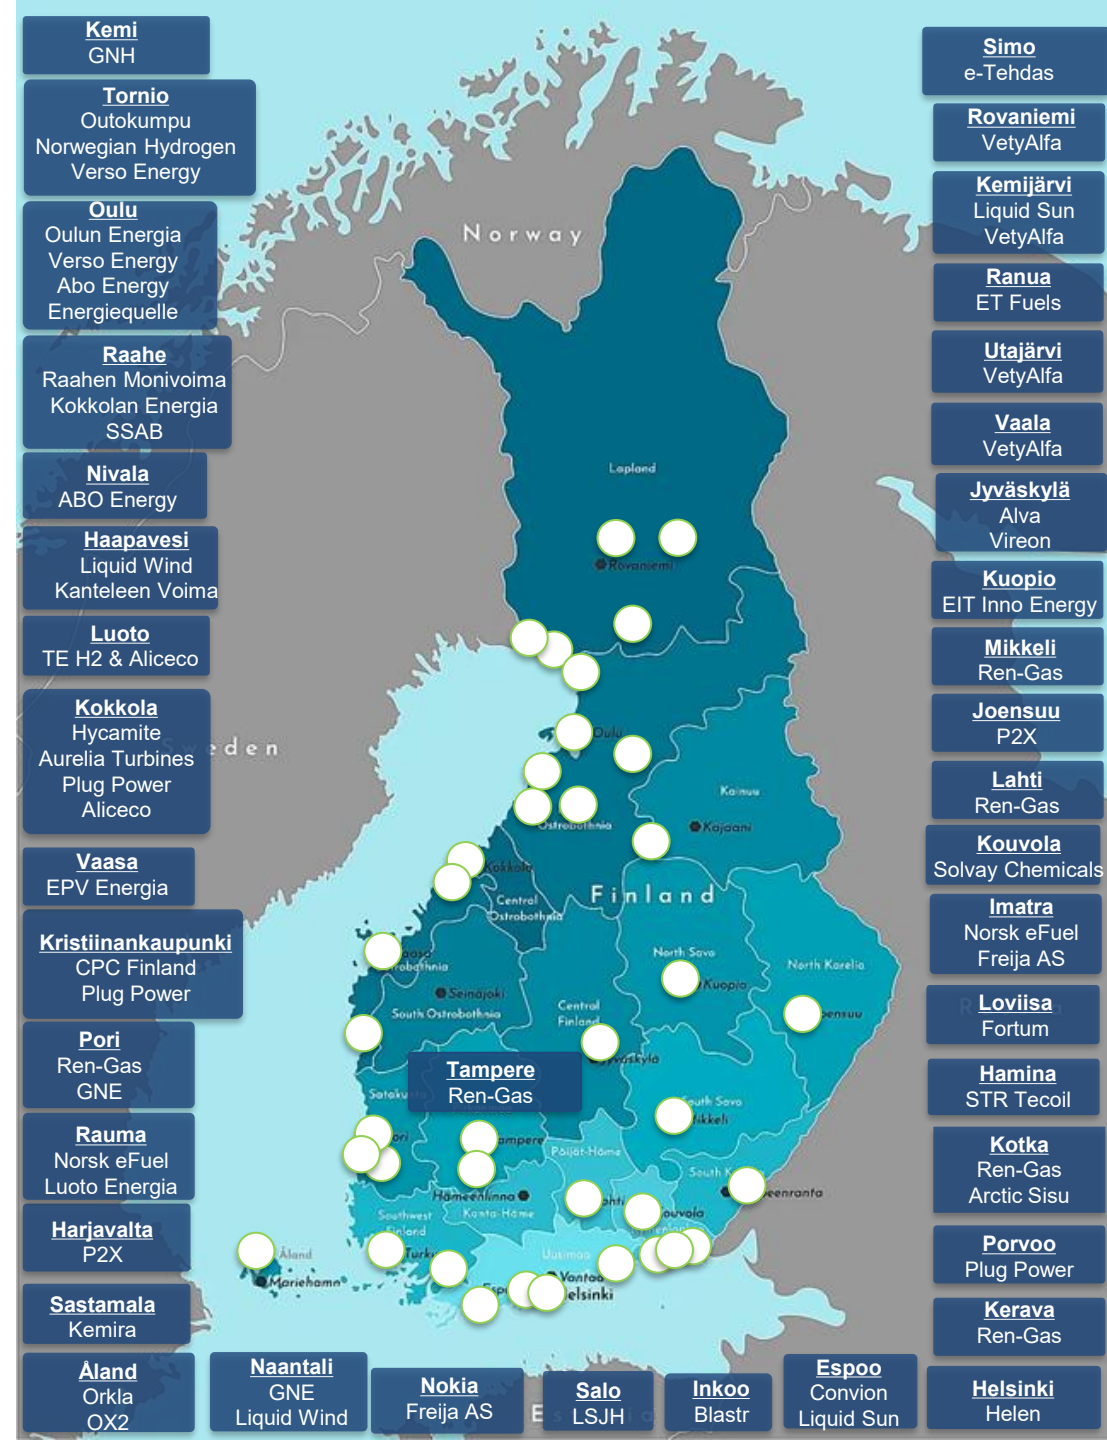 Kemi
GNH
Tornio
Outokumpu
Norwegian Hydrogen
Verso Energy
Oulu
Oulun Energia
Verso Energy
Abo Energy
Energiequelle
Raahe
Raahen Monivoima
Kokkolan Energia
SSAB
Nivala
ABO Energy
Haapavesi
Liquid Wind
Kanteleen Voima
Luoto
TE H2 & Aliceco
Kokkola
Hycamite
Aurelia Turbines
Plug Power
Aliceco
Vaasa
EPV Energia
Kristiinankaupunki
CPC Finland
Plug Power
Pori
Ren-Gas
GNE
Rauma
Norsk eFuel
Luoto Energia
Harjavalta
P2X
Sastamala
Kemira
Åland
Orkla
OX2
Naantali
GNE
Liquid Wind
Nokia
Freija AS
Salo
LSJH
Inkoo
Blastr
Espoo
Convion
Liquid Sun
Tampere
Ren-Gas
Simo
e-Tehdas
Rovaniemi
VetyAlfa
Kemijärvi
Liquid Sun
VetyAlfa
Ranua
ET Fuels
Utajärvi
VetyAlfa
Vaala
VetyAlfa
Jyväskylä
Alva
Vireon
Kuopio
EIT Inno Energy
Mikkeli
Ren-Gas
Joensuu
P2X
Lahti
Ren-Gas
Kouvola
Solvay Chemicals
Imatra
Norsk eFuel
Freija AS
Loviisa
Fortum
Hamina
STR Tecoil
Kotka
Ren-Gas
Arctic Sisu
Porvoo
Plug Power
Kerava
Ren-Gas
Helsinki
Helen
Norway
Lapland
Rovaniemi
Oulu
Kainuu
Ostrobothnia
Kajaani
Kokkola
Finland
Central
Ostrobothnia
North Savo
North Karelia
Kuopio
Seinäjoki
South Ostrobothnia
Central
Finland
South Savo
Päijät-Häme
Hämeenlinna
Kanta-Häme
Southwest
Finland
Uusimaa
Åland
Mariehamn
Vantaa